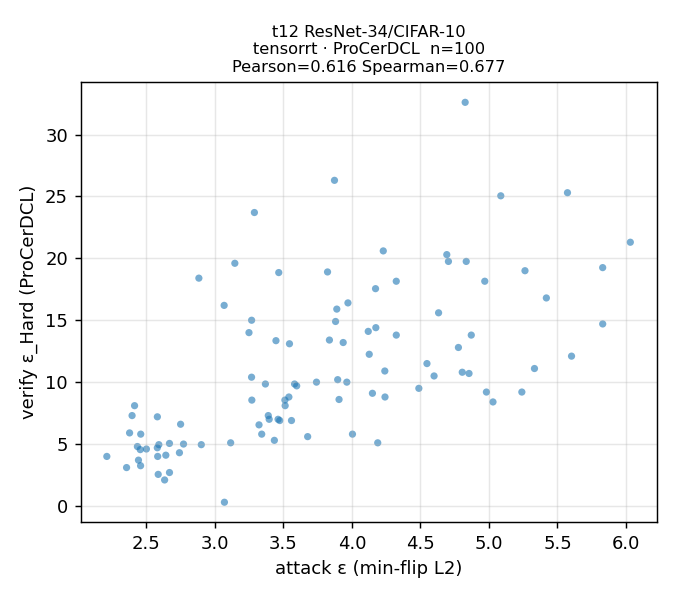 t12 ResNet-34/CIFAR-10
tensorrt · ProCerDCL  n=100
Pearson=0.616 Spearman=0.677
verify ε_Hard (ProCerDCL)
30
25
20
15
10
5
0
2.5 3.0 3.5 4.0 4.5 5.0 5.5 6.0
attack ε (min-flip L2)